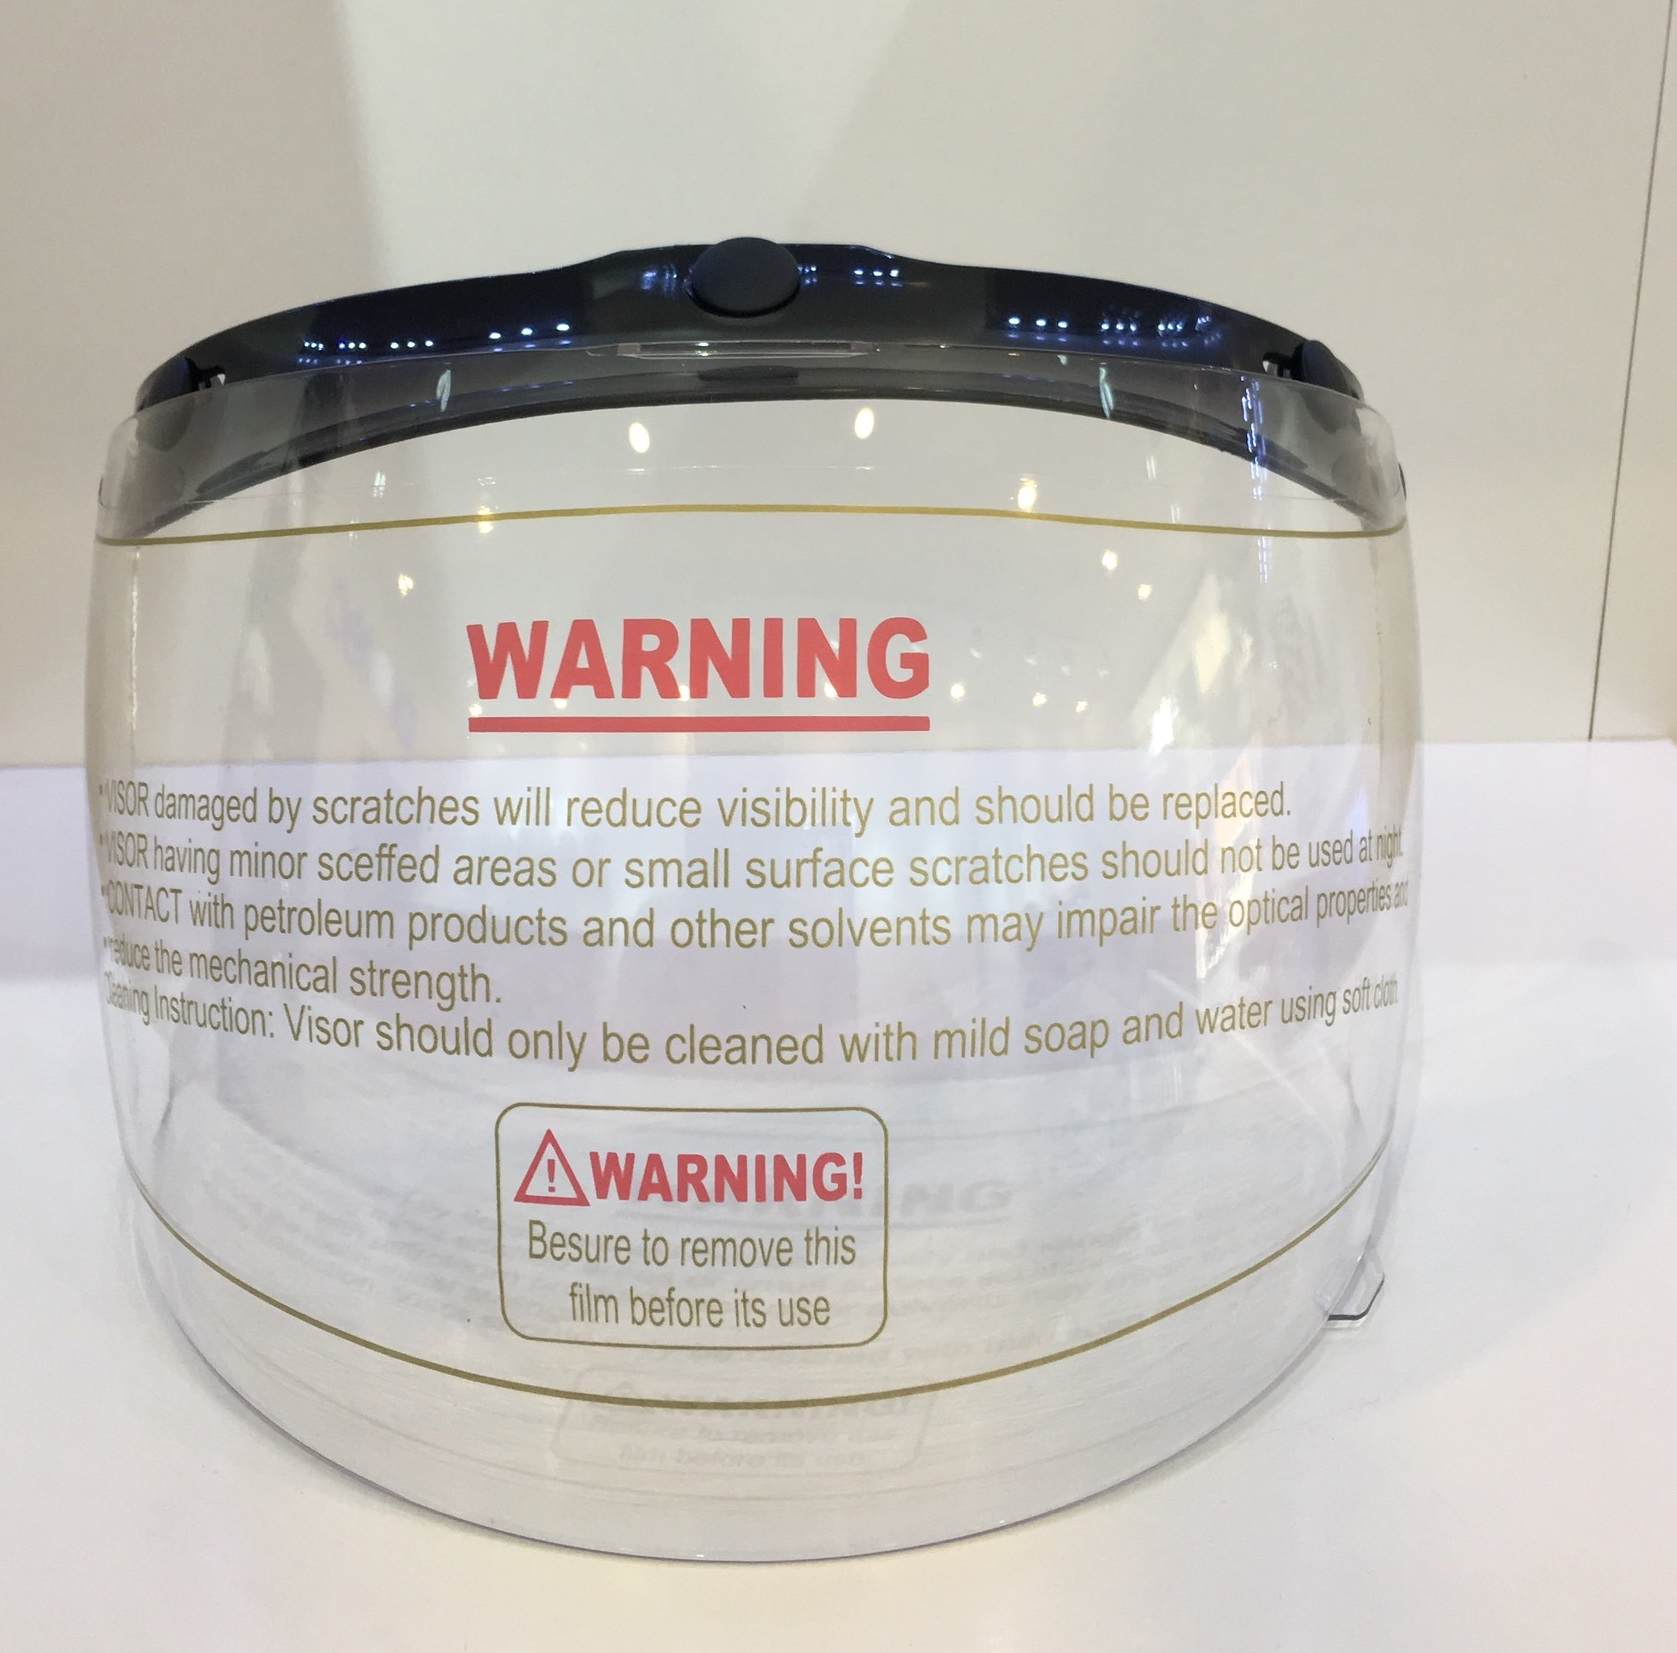 WARNING
•VISOR damaged by scratches will reduce visibility and should be replaced.
•VISOR having minor sceffed areas or small surface scratches should not be used at night.
•CONTACT with petroleum products and other solvents may impair the optical properties and
•reduce the mechanical strength.
Cleaning Instruction: Visor should only be cleaned with mild soap and water using soft cloth
WARNING!
Besure to remove this
film before its use